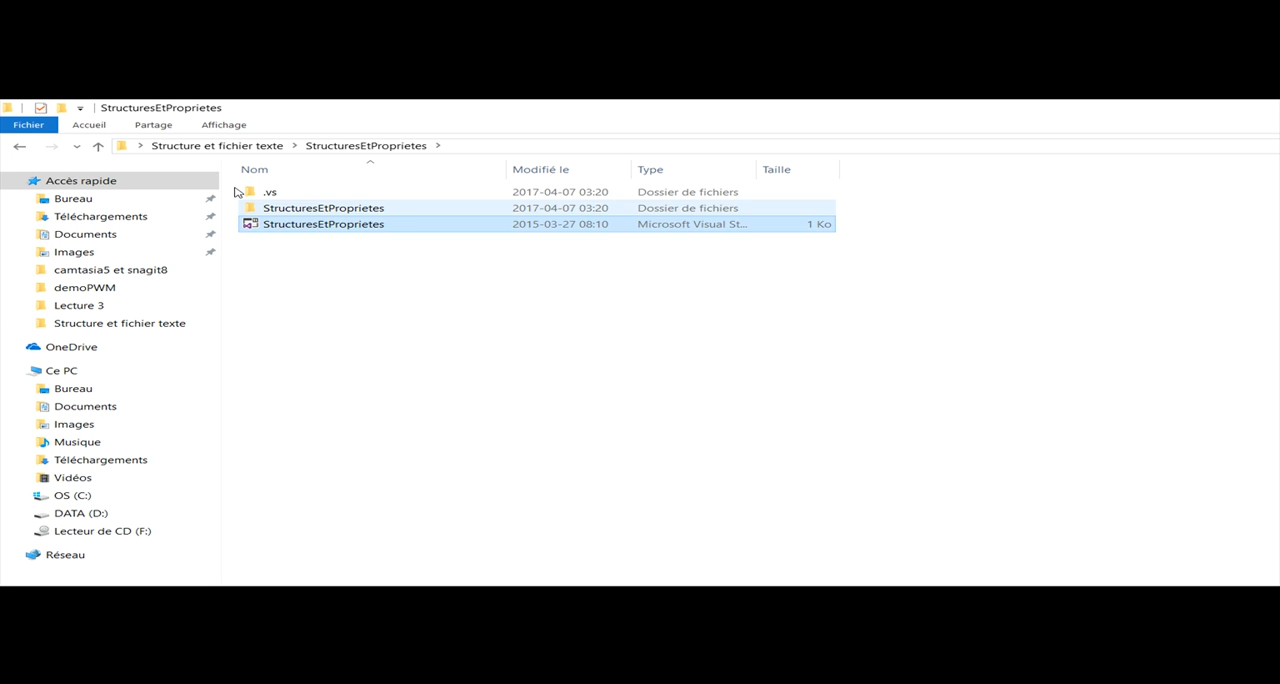 StructuresEtProprietes
Fichier Accueil Partage Affichage
Structure et fichier texte > StructuresEtProprietes >
Nom Modifié le Type Taille
Accès rapide
Bureau
Téléchargements
Documents
Images
camtasia5 et snagit8
demoPWM
Lecture 3
Structure et fichier texte
OneDrive
Ce PC
Bureau
Documents
Images
Musique
Téléchargements
Vidéos
OS (C:)
DATA (D:)
Lecteur de CD (F:)
Réseau
.vs 2017-04-07 03:20 Dossier de fichiers
StructuresEtProprietes 2017-04-07 03:20 Dossier de fichiers
StructuresEtProprietes 2015-03-27 08:10 Microsoft Visual St... 1 Ko